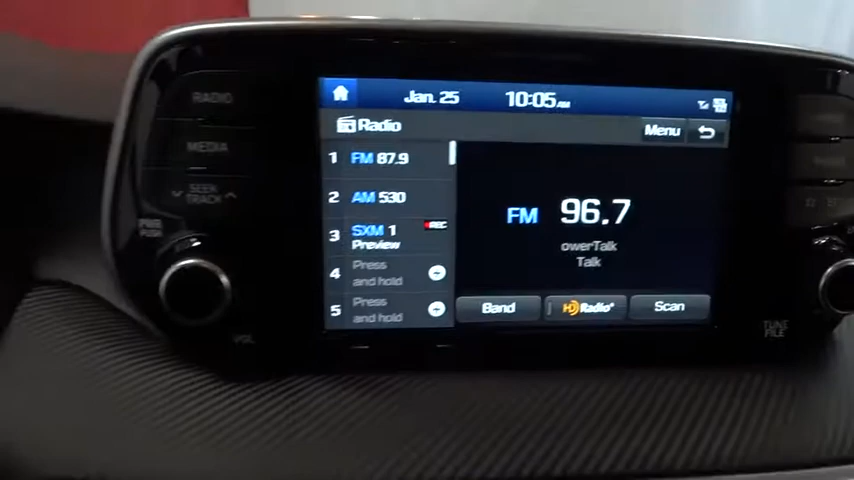 RADIO
MEDIA
SEEK
TRACK
PWR
PUSH
VOL
Jan. 25 10:05 AM
Radio
Menu
1 FM 87.9
2 AM 530
3 SXM 1 REC
Preview
4 Press
and hold
5 Press
and hold
FM 96.7
owerTalk
Talk
Band
HD Radio
Scan
TUNE
FILE